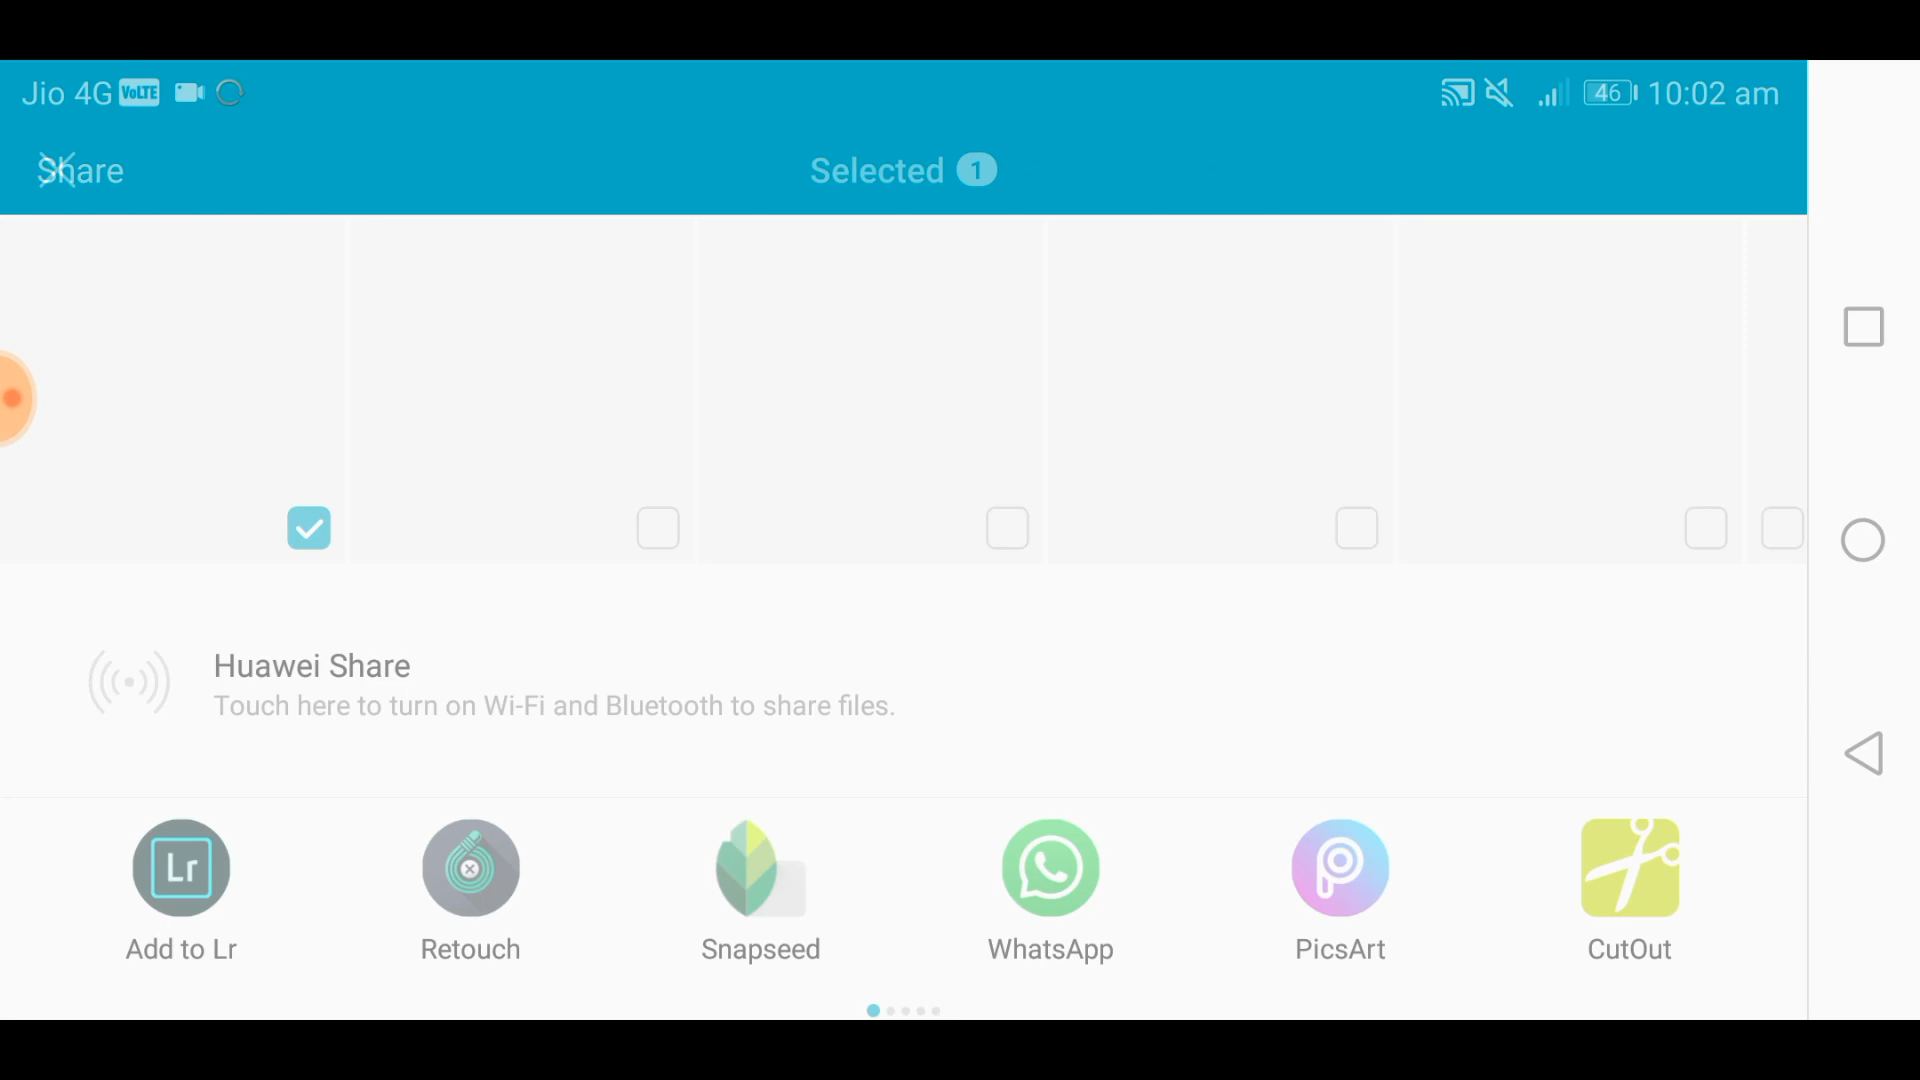 Jio 4G VoLTE 46 10:02 am
Share Selected 1
Huawei Share
Touch here to turn on Wi-Fi and Bluetooth to share files.
Lr
Add to Lr Retouch Snapseed WhatsApp PicsArt CutOut